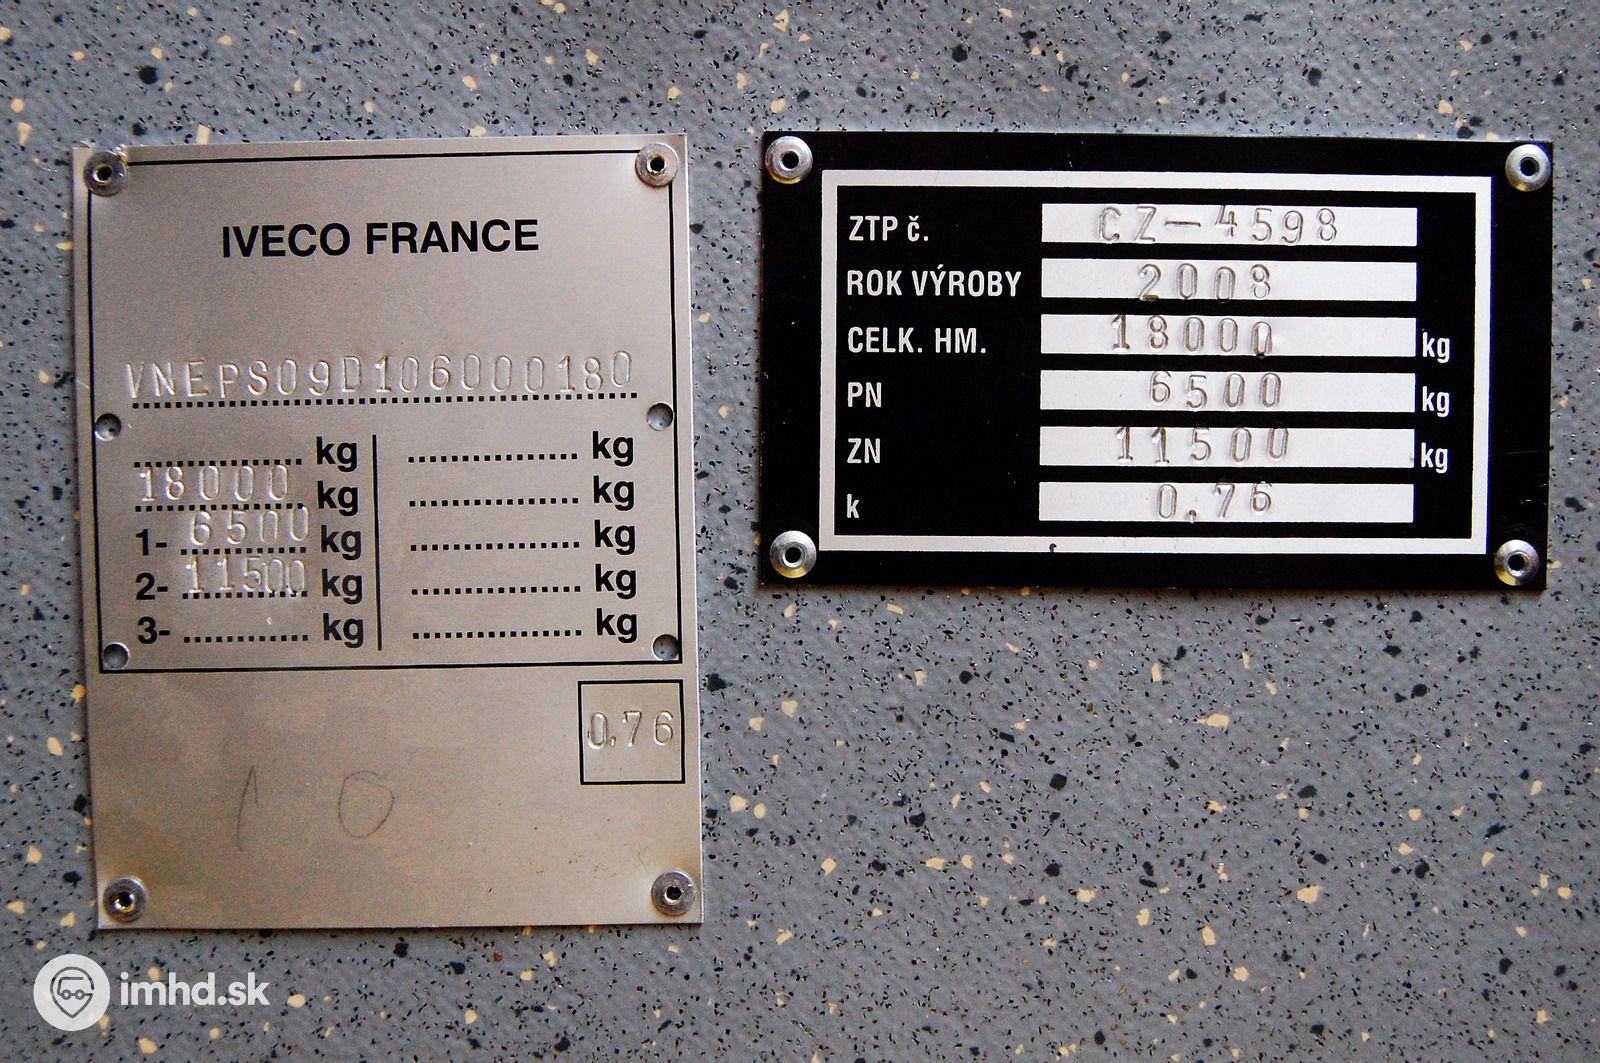 IVECO FRANCE
VNEPS09D106000180
kg kg
18000 kg kg
1- 6500 kg kg
2- 11500 kg kg
3- kg kg
0.76
1 0
ZTP č. CZ-4598
ROK VÝROBY 2008
CELK. HM. 18000 kg
PN 6500 kg
ZN 11500 kg
k 0.76
imhd.sk